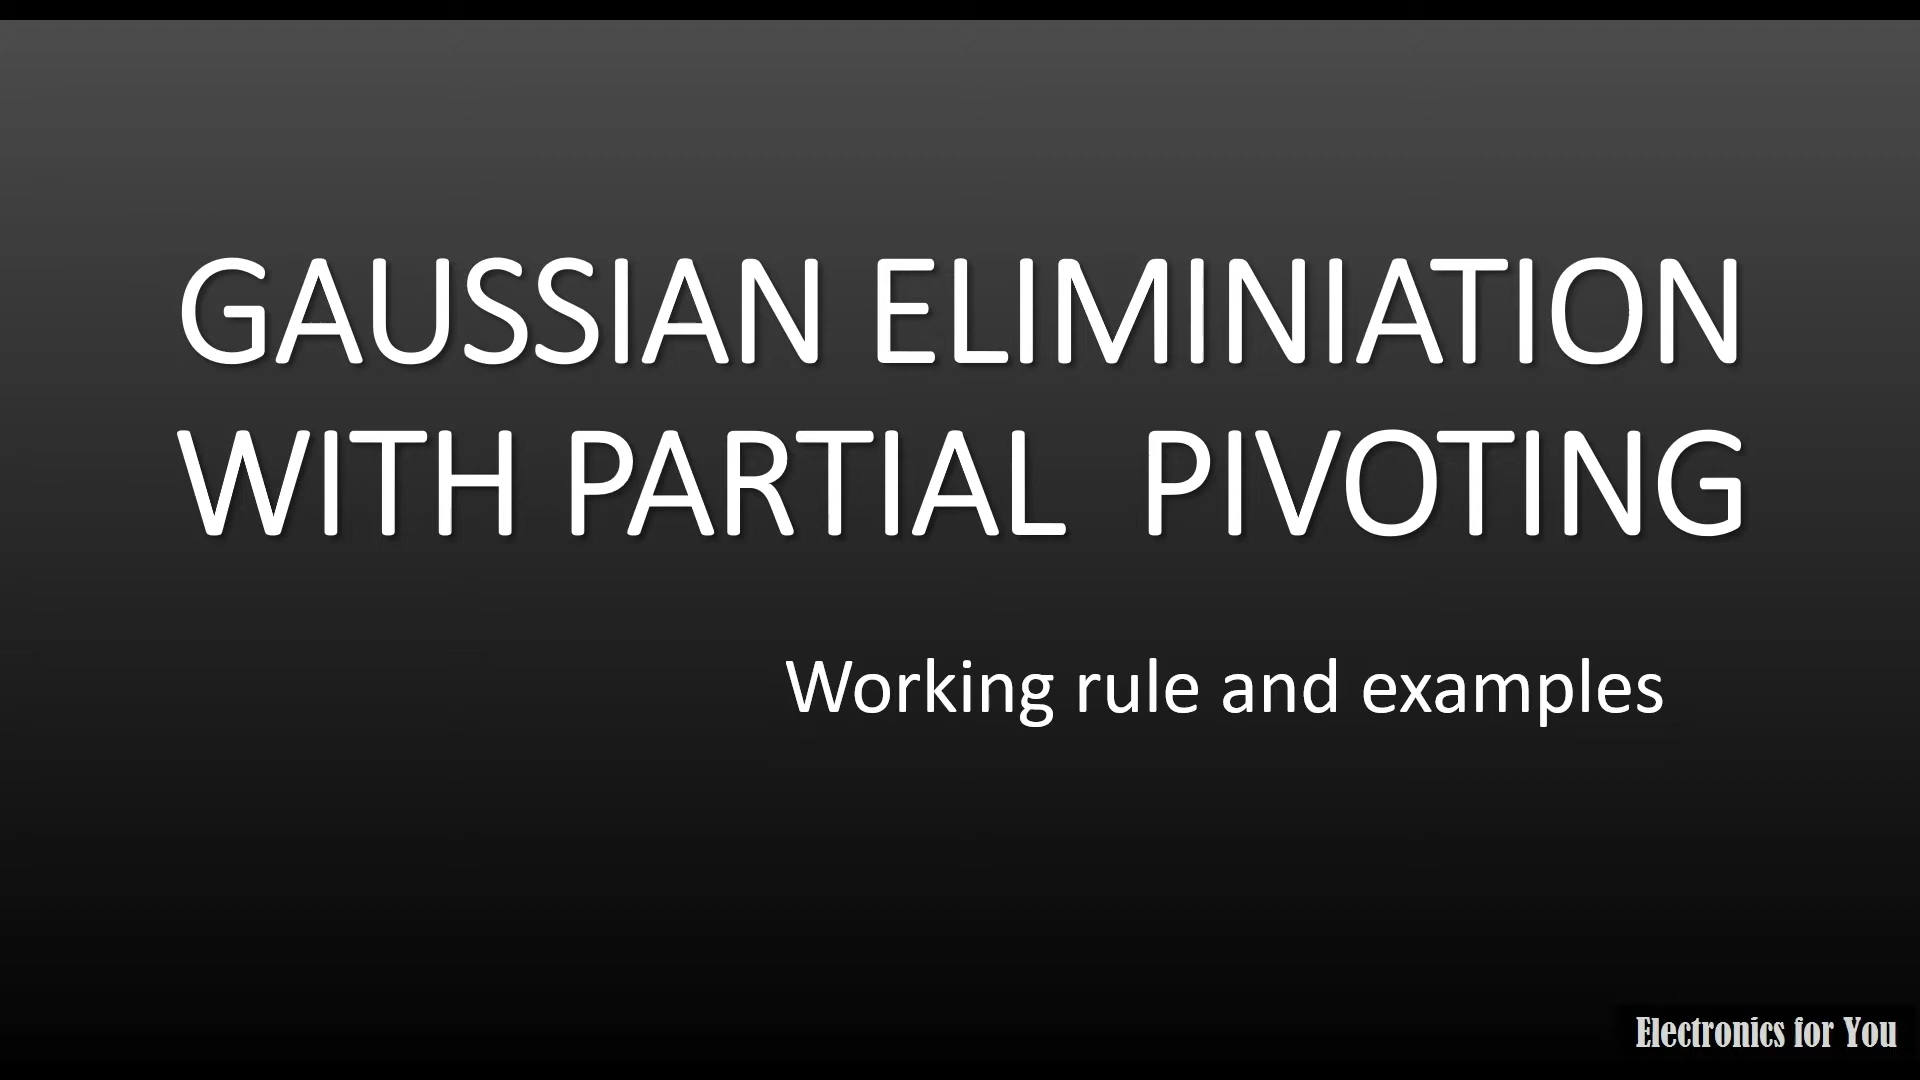 GAUSSIAN ELIMINIATION
WITH PARTIAL PIVOTING
Working rule and examples
Electronics for You